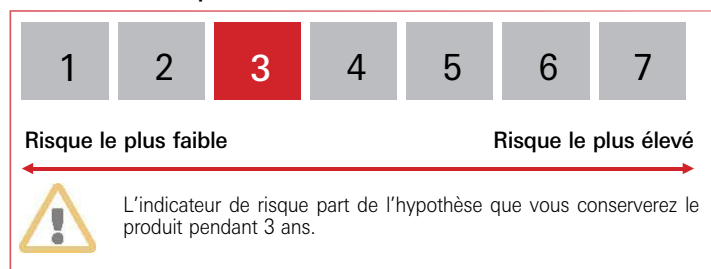 1 2 3 4 5 6 7
Risque le plus faible Risque le plus élevé
L'indicateur de risque part de l'hypothèse que vous conserverez le
produit pendant 3 ans.